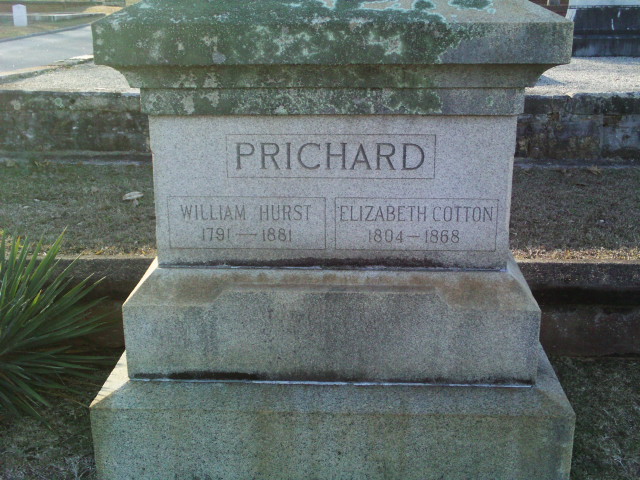 PRICHARD
WILLIAM HURST
1791 — 1881
ELIZABETH COTTON
1804 — 1868